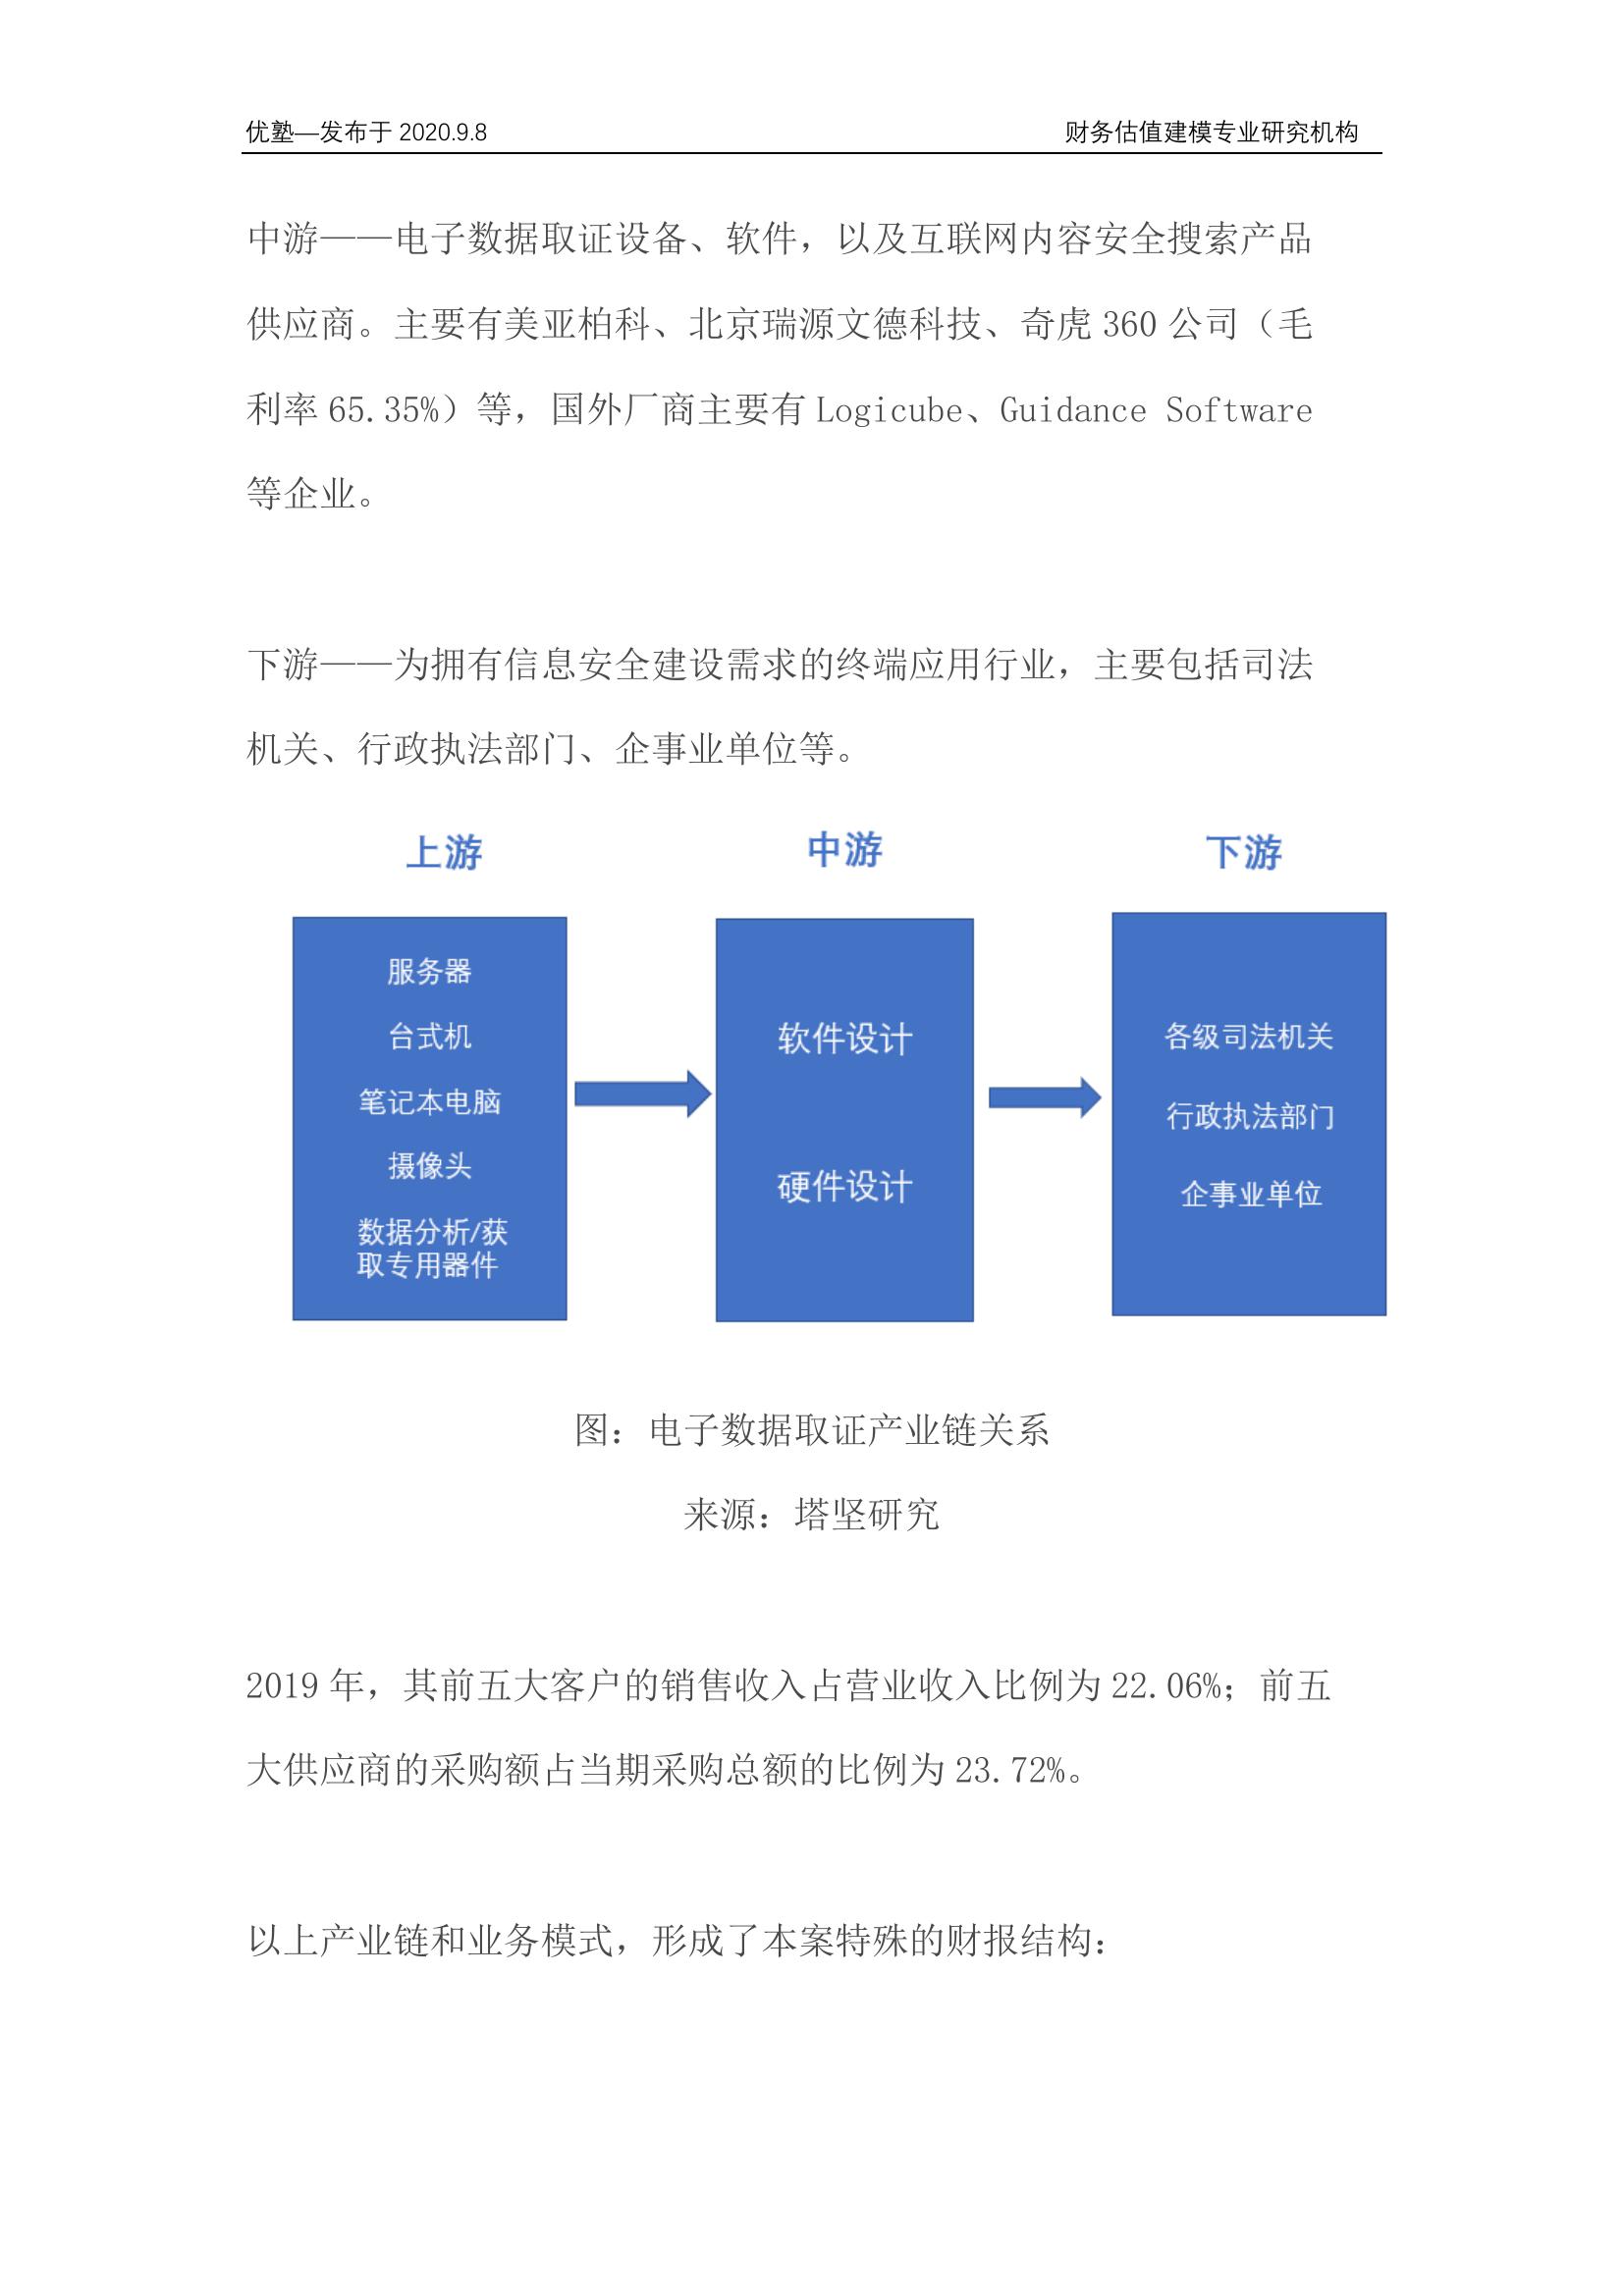 优塾—发布于 2020.9.8
财务估值建模专业研究机构
中游——电子数据取证设备、软件，以及互联网内容安全搜索产品
供应商。主要有美亚柏科、北京瑞源文德科技、奇虎 360 公司（毛
利率 65.35%）等，国外厂商主要有 Logicube、Guidance Software
等企业。
下游——为拥有信息安全建设需求的终端应用行业，主要包括司法
机关、行政执法部门、企事业单位等。
上游
服务器
台式机
笔记本电脑
摄像头
数据分析/获
取专用器件
中游
软件设计
硬件设计
下游
各级司法机关
行政执法部门
企事业单位
图：电子数据取证产业链关系
来源：塔坚研究
2019 年，其前五大客户的销售收入占营业收入比例为 22.06%；前五
大供应商的采购额占当期采购总额的比例为 23.72%。
以上产业链和业务模式，形成了本案特殊的财报结构：